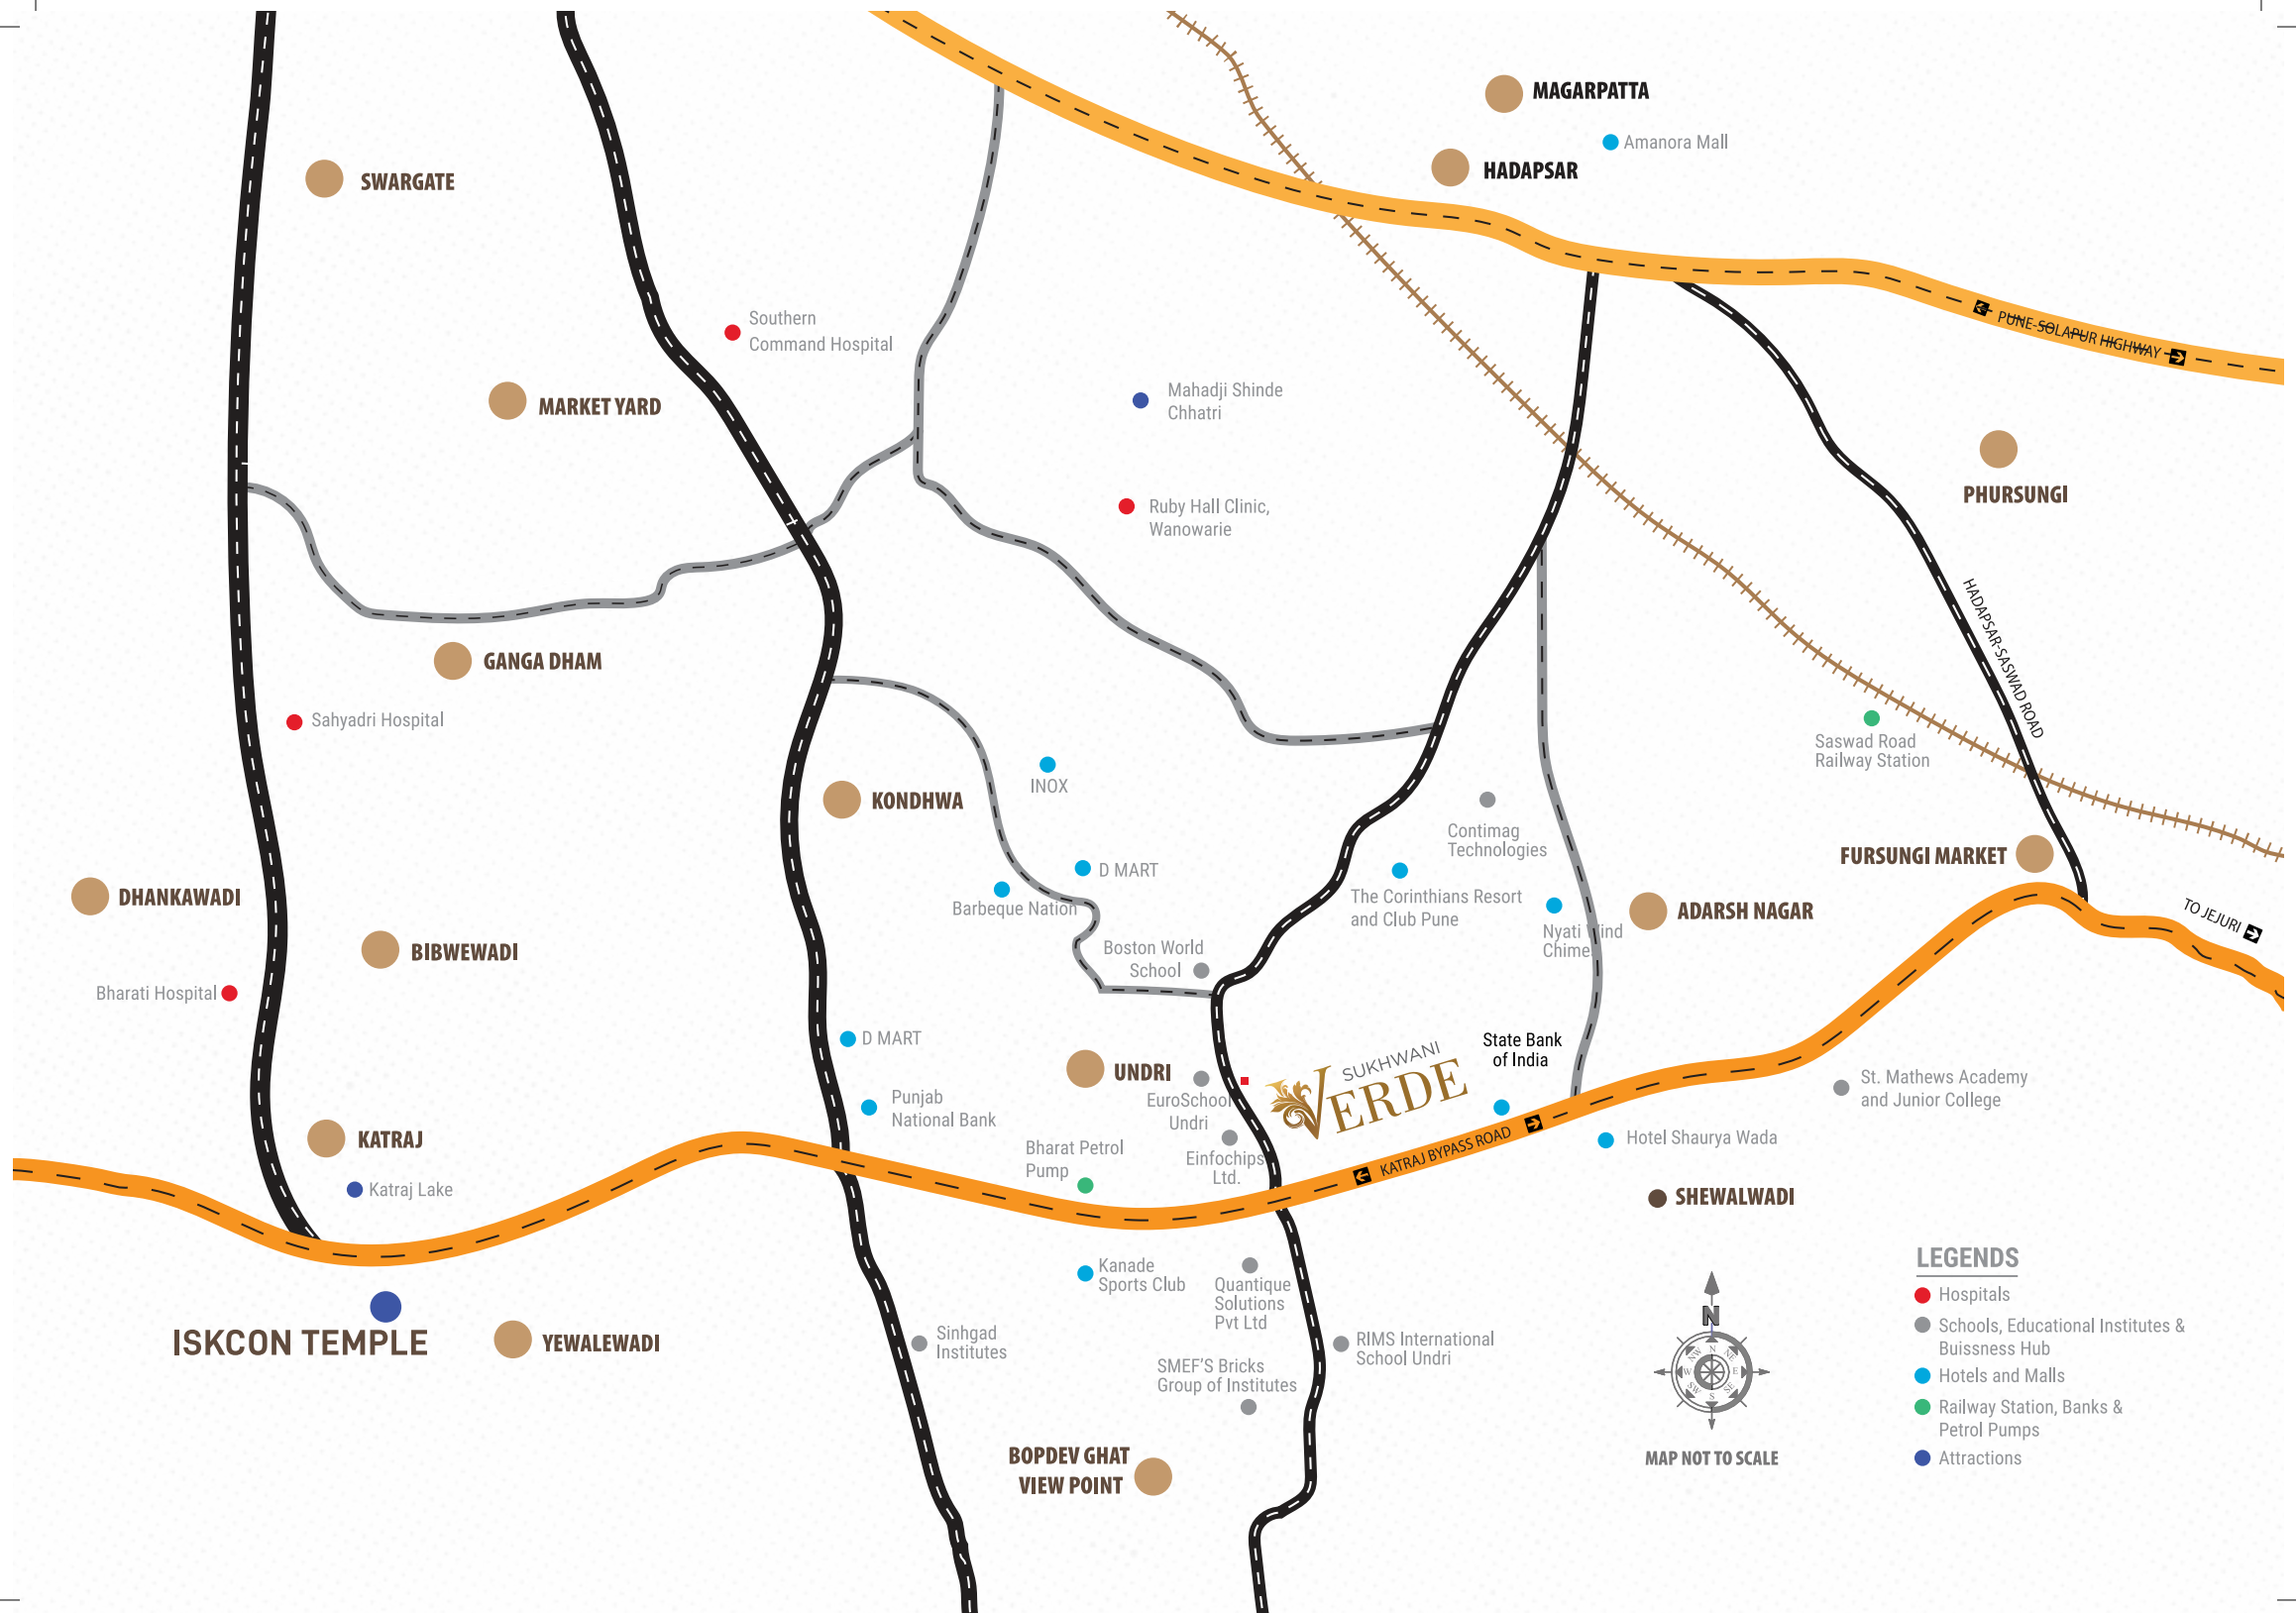 MAGARPATTA
Amanora Mall
HADAPSAR
SWARGATE
PUNE-SOLAPUR HIGHWAY
Southern
Command Hospital
MARKET YARD
Mahadji Shinde
Chhatri
PHURSUNGI
Ruby Hall Clinic,
Wanowarie
HADAPSAR-SASWAD ROAD
GANGA DHAM
Sahyadri Hospital
Saswad Road
Railway Station
INOX
KONDHWA
Contimag
Technologies
FURSUNGI MARKET
D MART
Barbeque Nation
The Corinthians Resort
and Club Pune
DHANKAWADI
ADARSH NAGAR
TO JEJURI
Nyati Wind
Chime
BIBWEWADI
Boston World
School
Bharati Hospital
D MART
State Bank
of India
SUKHWANI
VERDE
UNDRI
EuroSchool
Undri
St. Mathews Academy
and Junior College
Punjab
National Bank
KATRAJ
Bharat Petrol
Pump
Einfochips
Ltd.
KATRAJ BYPASS ROAD
Hotel Shaurya Wada
Katraj Lake
SHEWALWADI
Kanade
Sports Club
Quantique
Solutions
Pvt Ltd
ISKCON TEMPLE
YEWALEWADI
Sinhgad
Institutes
RIMS International
School Undri
SMEF'S Bricks
Group of Institutes
BOPDEV GHAT
VIEW POINT
N
N
NE
E
SE
S
SW
W
NW
MAP NOT TO SCALE
LEGENDS
Hospitals
Schools, Educational Institutes &
Buissness Hub
Hotels and Malls
Railway Station, Banks &
Petrol Pumps
Attractions